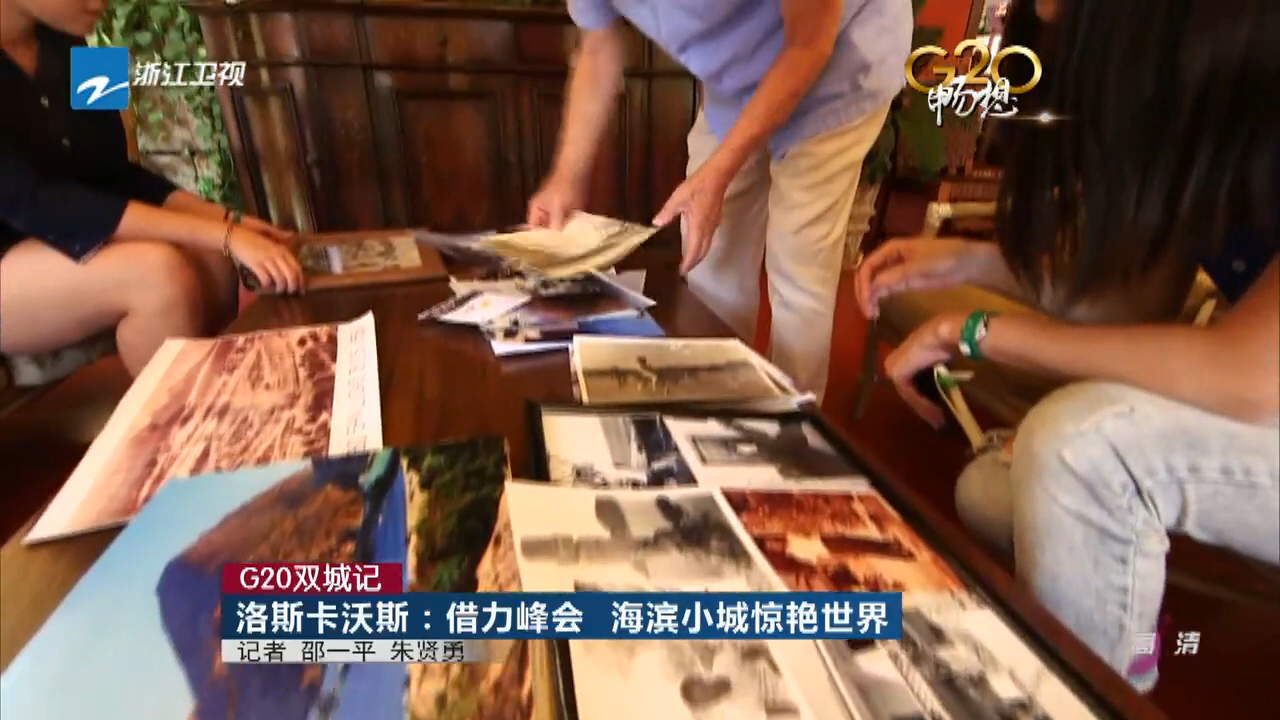 浙江卫视
G20
畅想
G20双城记
洛斯卡沃斯：借力峰会 海滨小城惊艳世界
记者 邵一平 朱贤勇
高清